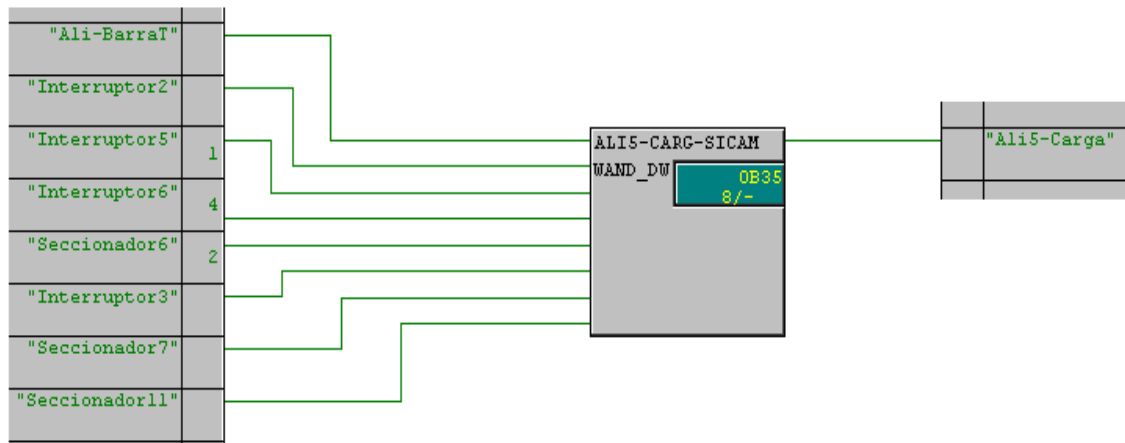 "Ali-BarraT"
"Interruptor2"
"Interruptor5"
1
"Interruptor6"
4
"Seccionador6"
2
"Interruptor3"
"Seccionador7"
"Seccionador11"
ALI5-CARG-SICAM
WAND_DW
OB35
8/-
"Ali5-Carga"